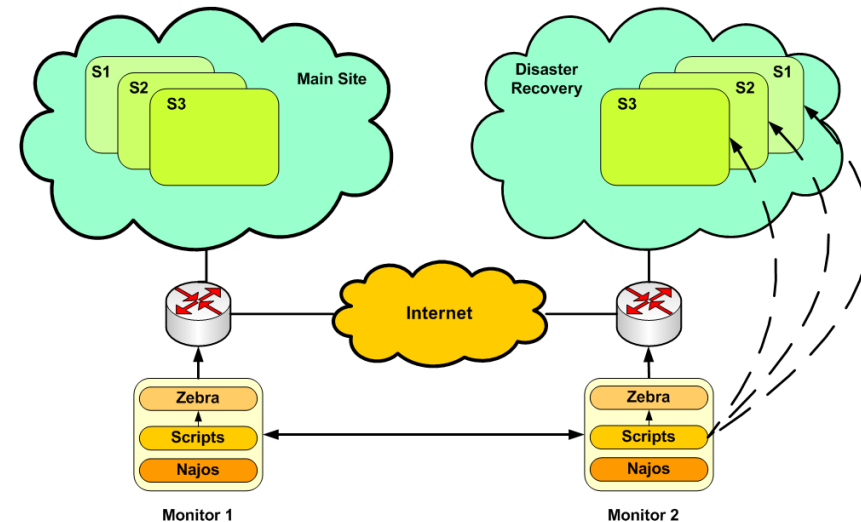 S1
S2
S3
Main Site
Disaster
Recovery
S1
S2
S3
Internet
Zebra
Scripts
Najos
Monitor 1
Zebra
Scripts
Najos
Monitor 2